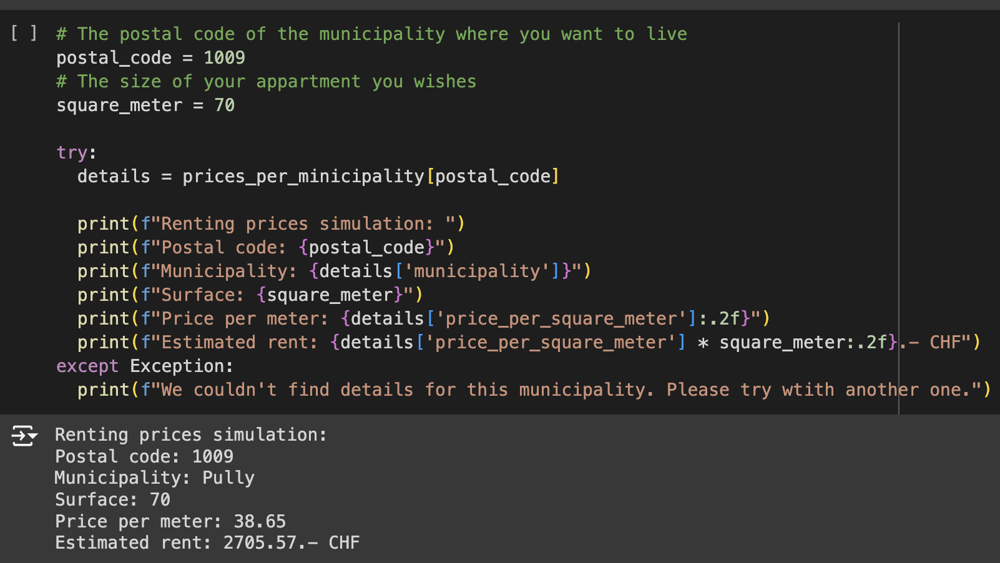 [ ] # The postal code of the municipality where you want to live
postal_code = 1009
# The size of your appartment you wishes
square_meter = 70

try:
  details = prices_per_minicipality[postal_code]

  print(f"Renting prices simulation: ")
  print(f"Postal code: {postal_code}")
  print(f"Municipality: {details['municipality']}")
  print(f"Surface: {square_meter}")
  print(f"Price per meter: {details['price_per_square_meter']:.2f}")
  print(f"Estimated rent: {details['price_per_square_meter'] * square_meter:.2f}.– CHF")
except Exception:
  print(f"We couldn't find details for this municipality. Please try wtith another one.")
Renting prices simulation:
Postal code: 1009
Municipality: Pully
Surface: 70
Price per meter: 38.65
Estimated rent: 2705.57.– CHF